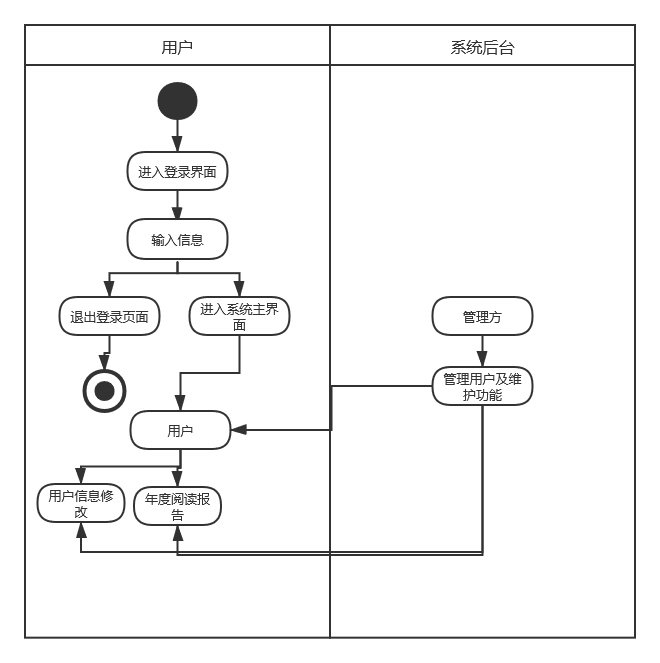 用户
系统后台
进入登录界面
输入信息
退出登录页面
进入系统主界
面
管理方
管理用户及维
护功能
用户
用户信息修
改
年度阅读报
告